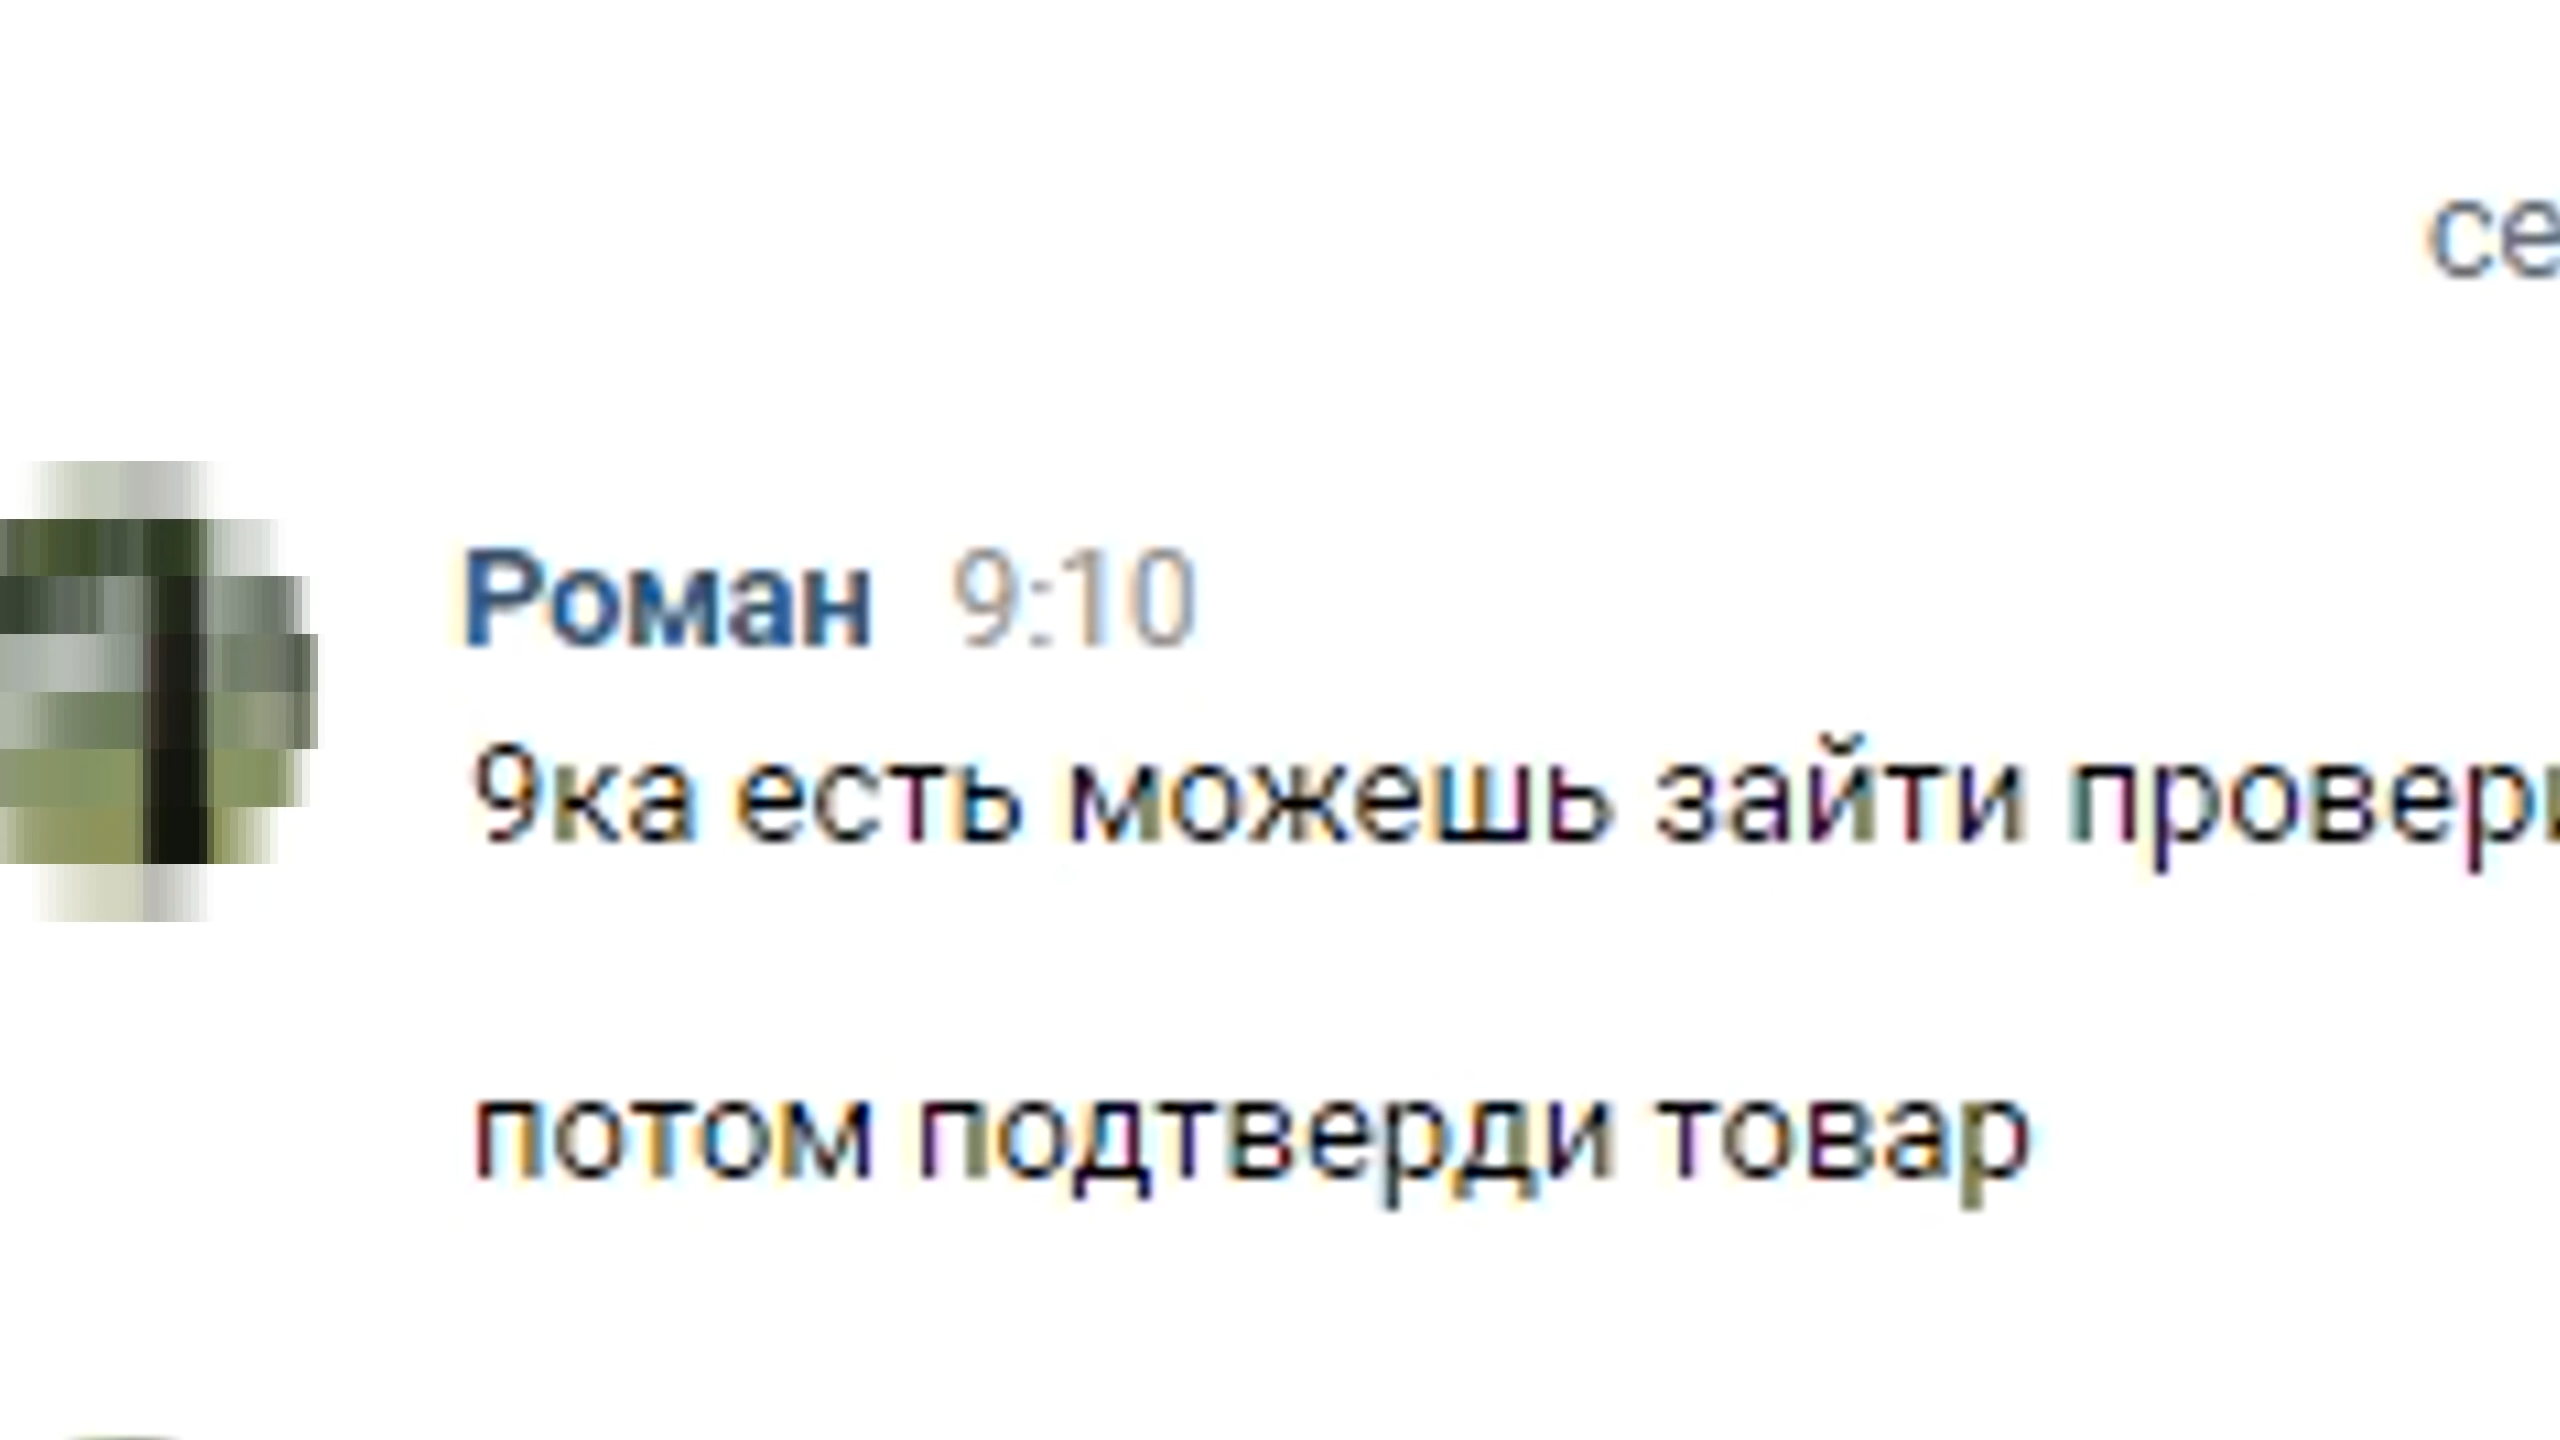 Роман 9:10
9ка есть можешь зайти
потом подтверди товар